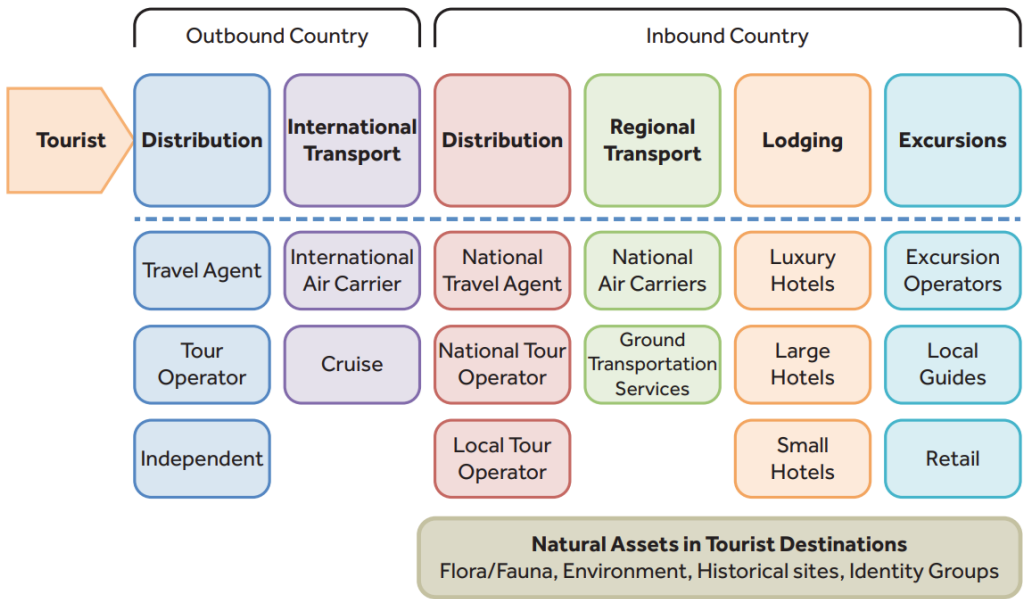 Outbound Country
Inbound Country
Tourist
Distribution
International
Transport
Distribution
Regional
Transport
Lodging
Excursions
Travel Agent
International
Air Carrier
National
Travel Agent
National
Air Carriers
Luxury
Hotels
Excursion
Operators
Tour
Operator
Cruise
National Tour
Operator
Ground
Transportation
Services
Large
Hotels
Local
Guides
Independent
Local Tour
Operator
Small
Hotels
Retail
Natural Assets in Tourist Destinations
Flora/Fauna, Environment, Historical sites, Identity Groups